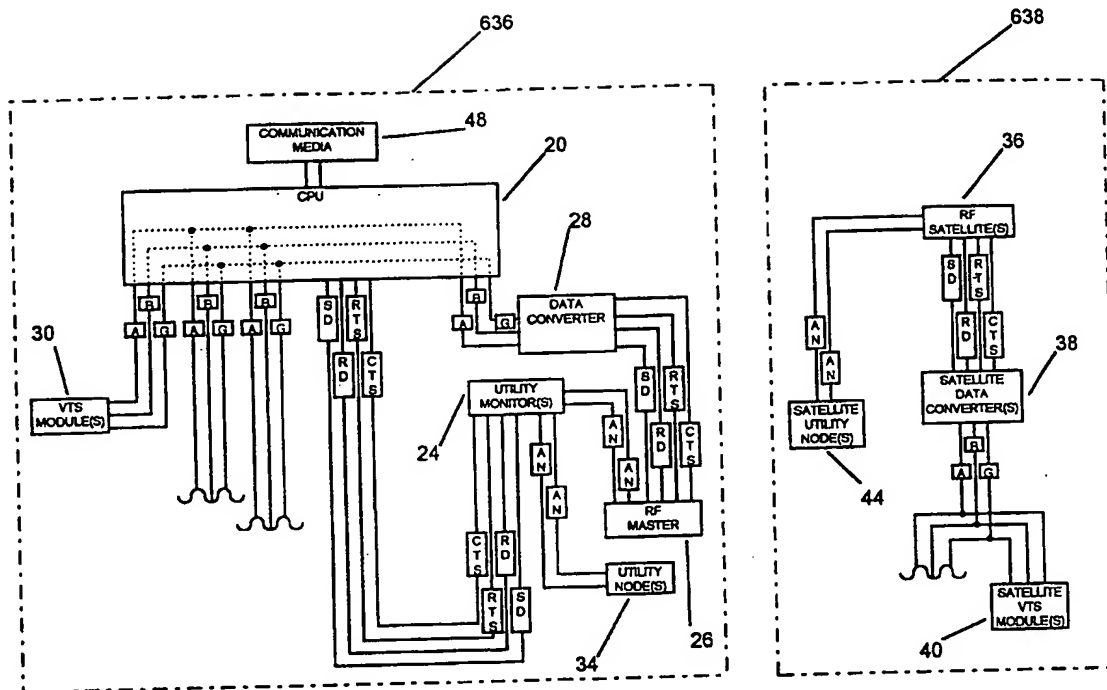 636
638
COMMUNICATION
MEDIA
48
20
CPU
36
RF
SATELLITE(S)
28
DATA
CONVERTER
30
A
B
G
A
B
G
A
B
G
SD
RD
RTS
CTS
A
B
G
SD
RD
RTS
CTS
SD
RD
RTS
CTS
AN
AN
38
VTS
MODULE(S)
UTILITY
MONITOR(S)
24
AN
AN
AN
AN
SATELLITE
UTILITY
NODE(S)
44
SATELLITE
DATA
CONVERTER(S)
A
B
G
RF
MASTER
CTS
RTS
RD
SD
UTILITY
NODE(S)
34
26
SATELLITE
VTS
MODULE(S)
40